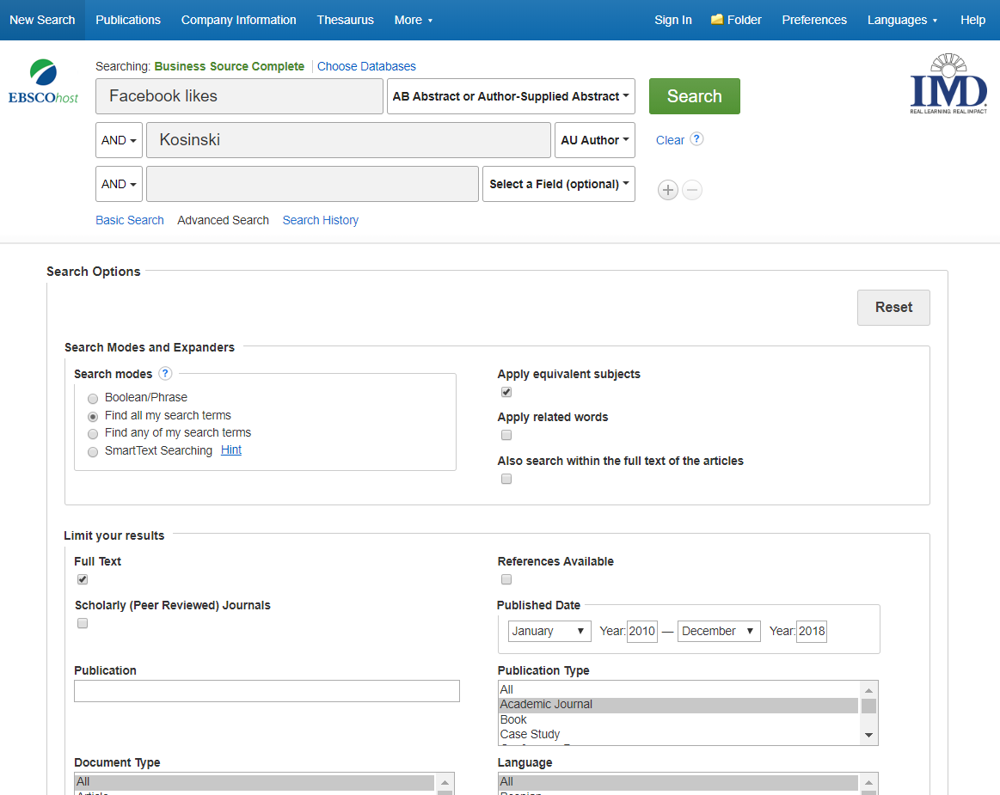 New Search Publications Company Information Thesaurus More Sign In Folder Preferences Languages Help
Searching: Business Source Complete Choose Databases
EBSCOhost
Facebook likes AB Abstract or Author-Supplied Abstract Search
IMD
REAL LEARNING. REAL IMPACT
AND Kosinski AU Author Clear ?
AND Select a Field (optional)
Basic Search Advanced Search Search History
Search Options
Reset
Search Modes and Expanders
Search modes ?
Boolean/Phrase
Find all my search terms
Find any of my search terms
SmartText Searching Hint
Apply equivalent subjects
Apply related words
Also search within the full text of the articles
Limit your results
Full Text
References Available
Scholarly (Peer Reviewed) Journals
Published Date
January Year: 2010 — December Year: 2018
Publication
Publication Type
All
Academic Journal
Book
Case Study
Document Type
All
Article
Language
All